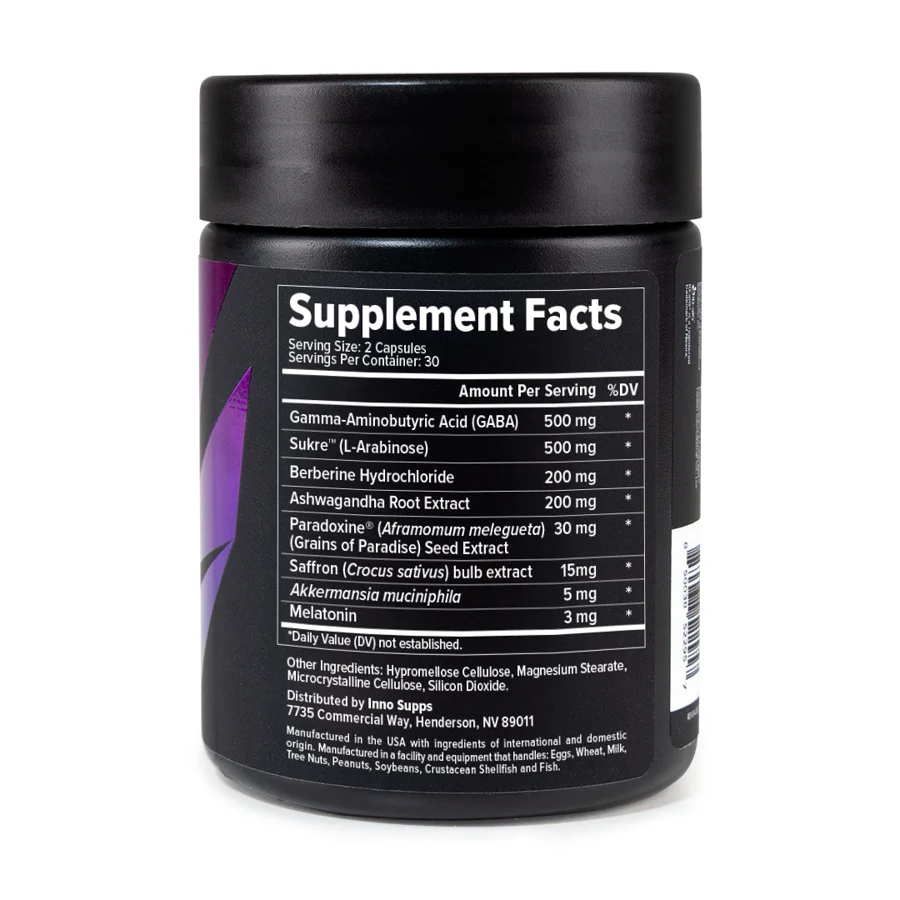 Supplement Facts
Serving Size: 2 Capsules
Servings Per Container: 30
Amount Per Serving %DV
Gamma-Aminobutyric Acid (GABA) 500 mg *
Sukre™ (L-Arabinose) 500 mg *
Berberine Hydrochloride 200 mg *
Ashwagandha Root Extract 200 mg *
Paradoxine® (Aframomum melegueta) 30 mg *
(Grains of Paradise) Seed Extract
Saffron (Crocus sativus) bulb extract 15mg *
Akkermansia muciniphila 5 mg *
Melatonin 3 mg *
*Daily Value (DV) not established.
Other Ingredients: Hypromellose Cellulose, Magnesium Stearate,
Microcrystalline Cellulose, Silicon Dioxide.
Distributed by Inno Supps
7735 Commercial Way, Henderson, NV 89011
Manufactured in the USA with ingredients of international and domestic
origin. Manufactured in a facility and equipment that handles: Eggs, Wheat, Milk,
Tree Nuts, Peanuts, Soybeans, Crustacean Shellfish and Fish.